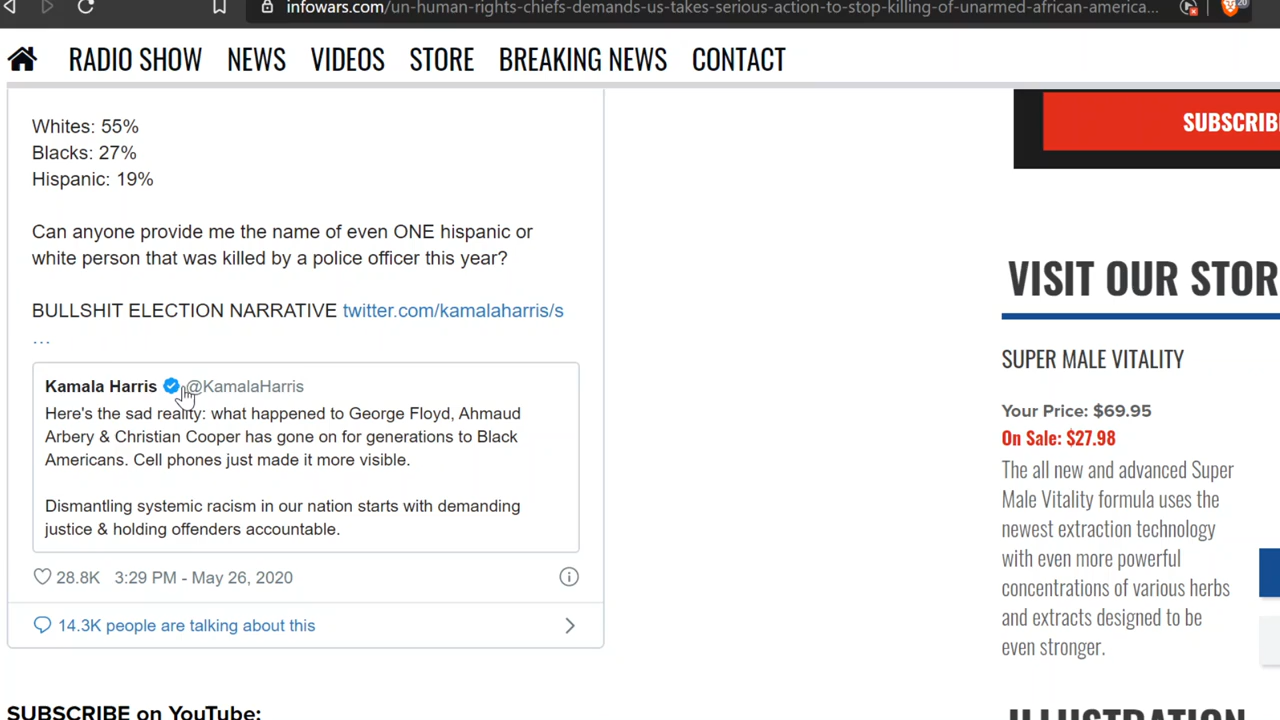 infowars.com/un-human-rights-chiefs-demands-us-takes-serious-action-to-stop-killing-of-unarmed-african-america...
20
RADIO SHOW NEWS VIDEOS STORE BREAKING NEWS CONTACT
Whites: 55%
Blacks: 27%
Hispanic: 19%
Can anyone provide me the name of even ONE hispanic or
white person that was killed by a police officer this year?
BULLSHIT ELECTION NARRATIVE twitter.com/kamalaharris/s
…
Kamala Harris @KamalaHarris
Here's the sad reality: what happened to George Floyd, Ahmaud
Arbery & Christian Cooper has gone on for generations to Black
Americans. Cell phones just made it more visible.
Dismantling systemic racism in our nation starts with demanding
justice & holding offenders accountable.
28.8K 3:29 PM - May 26, 2020
14.3K people are talking about this
SUBSCRIBE on YouTube:
SUBSCRIB
VISIT OUR STOR
SUPER MALE VITALITY
Your Price: $69.95
On Sale: $27.98
The all new and advanced Super
Male Vitality formula uses the
newest extraction technology
with even more powerful
concentrations of various herbs
and extracts designed to be
even stronger.